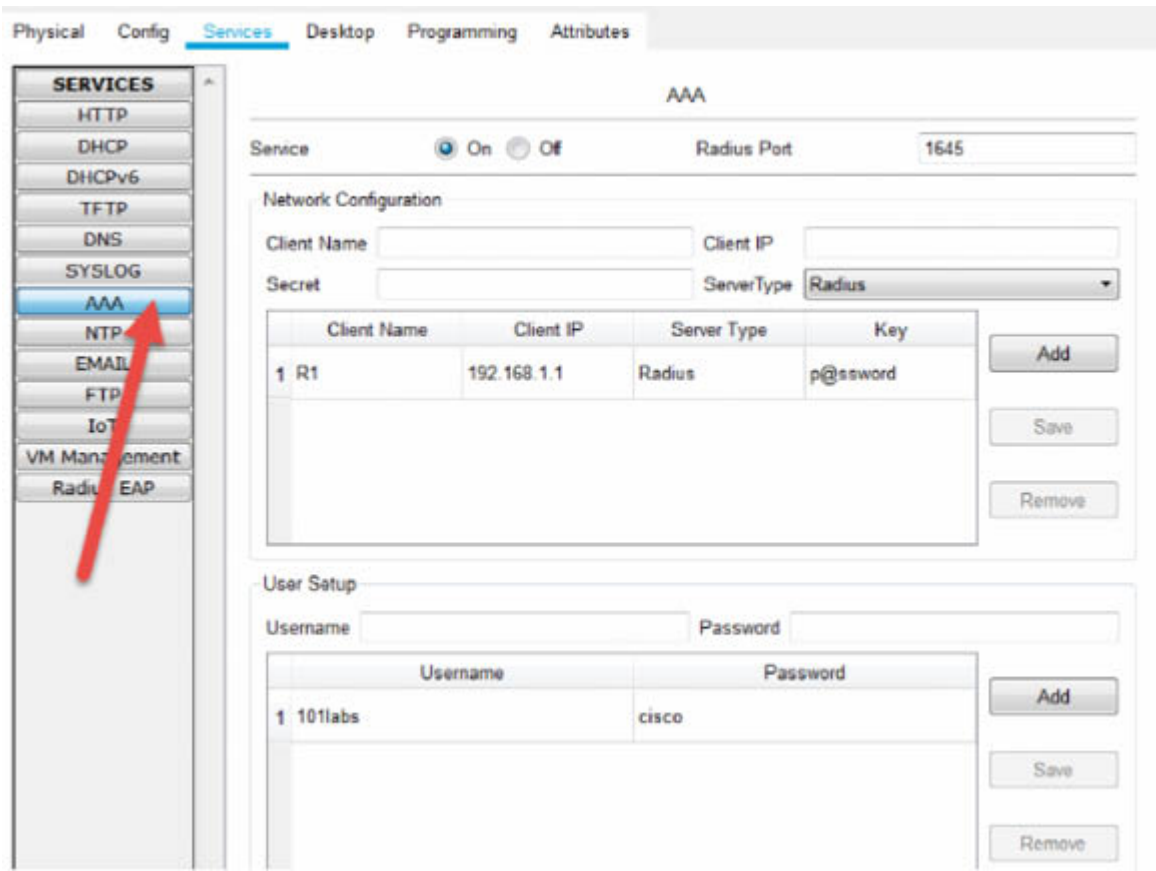 Physical Config Services Desktop Programming Attributes
SERVICES
HTTP
DHCP
DHCPv6
TFTP
DNS
SYSLOG
AAA
NTP
EMAIL
FTP
IoT
VM Management
Radius EAP
AAA
Service On Off Radius Port 1645
Network Configuration
Client Name Client IP
Secret ServerType Radius
Client Name Client IP Server Type Key
1 R1 192.168.1.1 Radius p@ssword
Add
Save
Remove
User Setup
Username Password
Username Password
1 101labs cisco
Add
Save
Remove